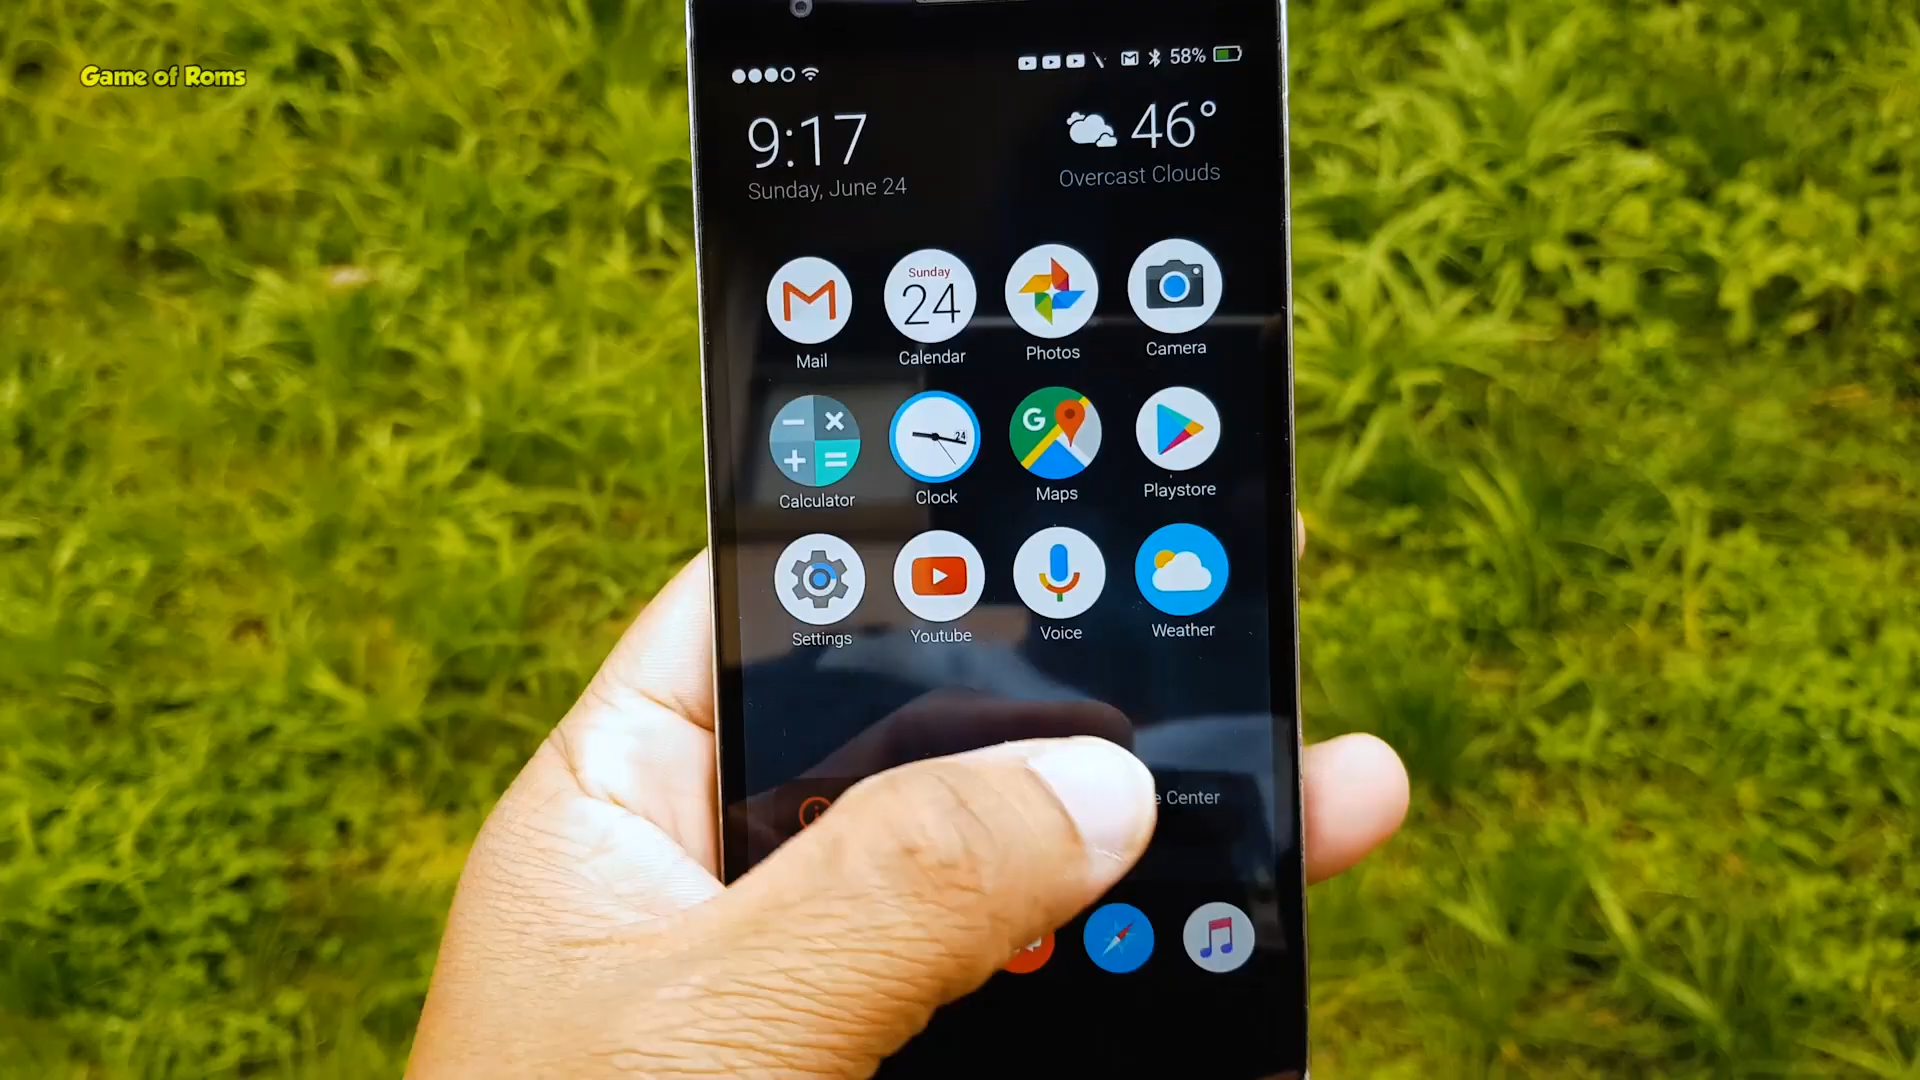 Game of Roms
58%
9:17
46°
Sunday, June 24
Overcast Clouds
Sunday
24
Mail
Calendar
Photos
Camera
24
G
Calculator
Clock
Maps
Playstore
Settings
Youtube
Voice
Weather
Center